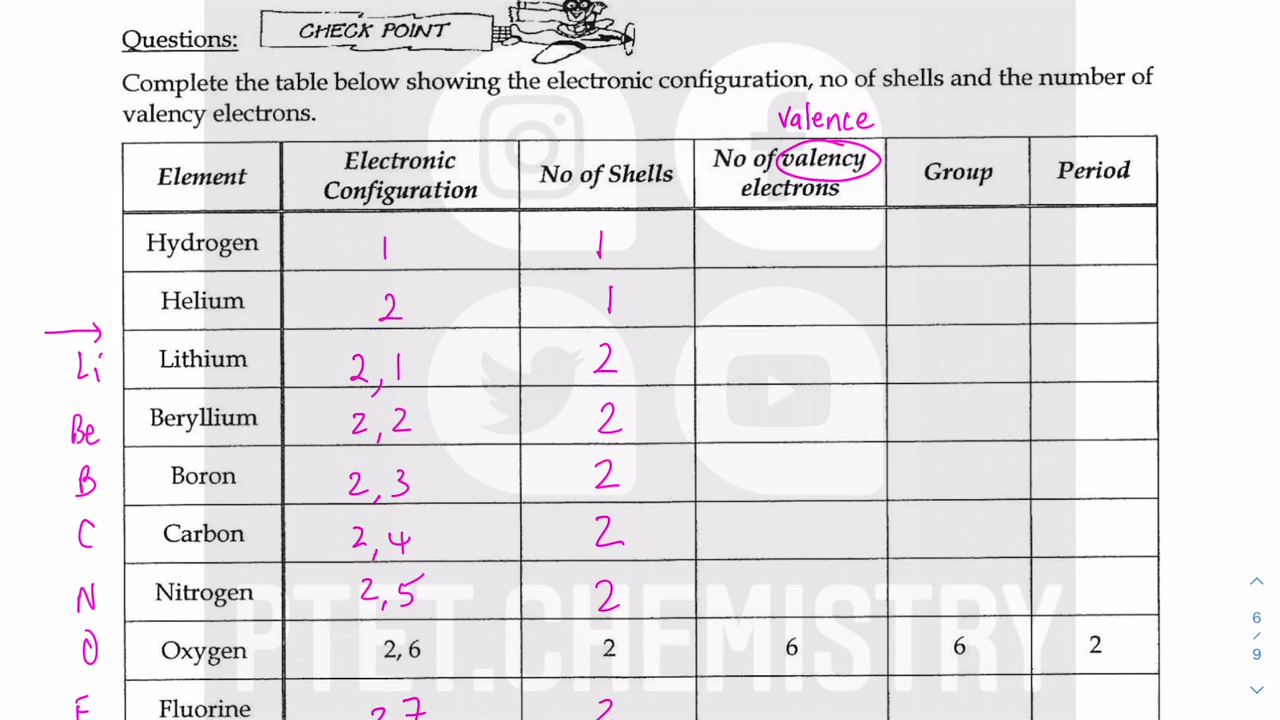 Questions:
CHECK POINT
Complete the table below showing the electronic configuration, no of shells and the number of
valency electrons.
valence
Element Electronic Configuration No of Shells No of valency electrons Group Period
Hydrogen 1 1
Helium 2 1
Li Lithium 2,1 2
Be Beryllium 2,2 2
B Boron 2,3 2
C Carbon 2,4 2
N Nitrogen 2,5 2
O Oxygen 2, 6 2 6 6 2
F Fluorine 2,7 2
PTET.CHEMISTRY
6
/
9